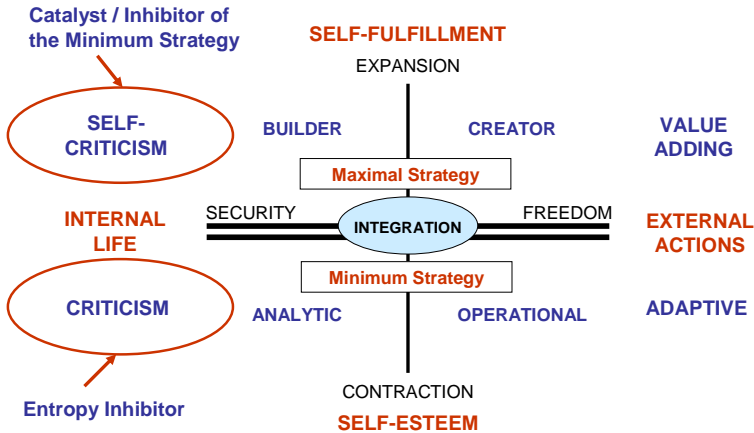 Catalyst / Inhibitor of
the Minimum Strategy
SELF-FULFILLMENT
EXPANSION
SELF-
CRITICISM
BUILDER
CREATOR
VALUE
ADDING
Maximal Strategy
INTERNAL
LIFE
SECURITY
INTEGRATION
FREEDOM
EXTERNAL
ACTIONS
Minimum Strategy
CRITICISM
ANALYTIC
OPERATIONAL
ADAPTIVE
CONTRACTION
Entropy Inhibitor
SELF-ESTEEM